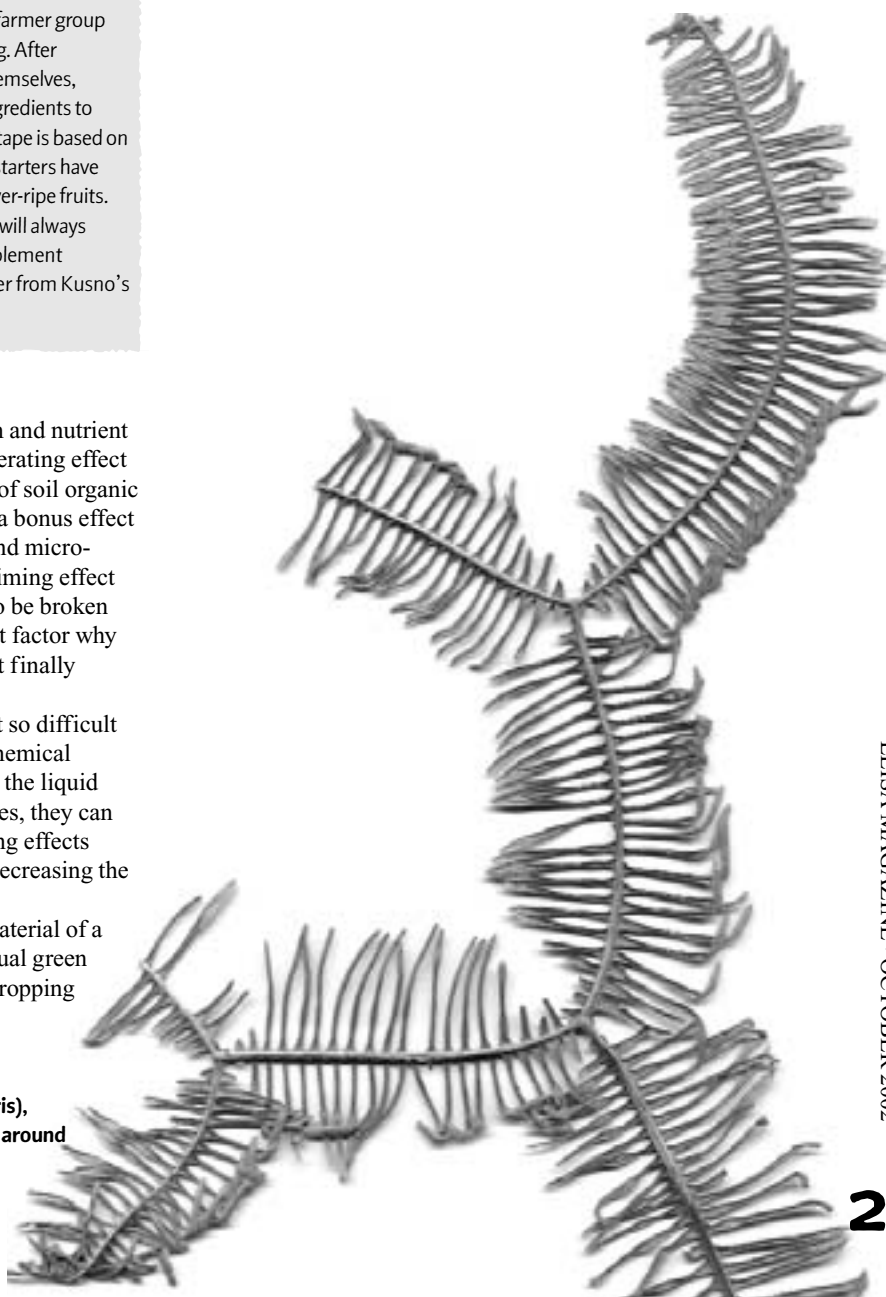 farmer group
g. After
emselves,
gredients to
tape is based on
starters have
er-ripe fruits.
will always
plement
er from Kusno's
n and nutrient
erating effect
of soil organic
a bonus effect
nd micro-
iming effect
o be broken
t factor why
t finally
t so difficult
hemical
the liquid
es, they can
ng effects
ecreasing the
aterial of a
ual green
ropping
is),
around
LEISA MAGAZINE OCTOBER 2002
2